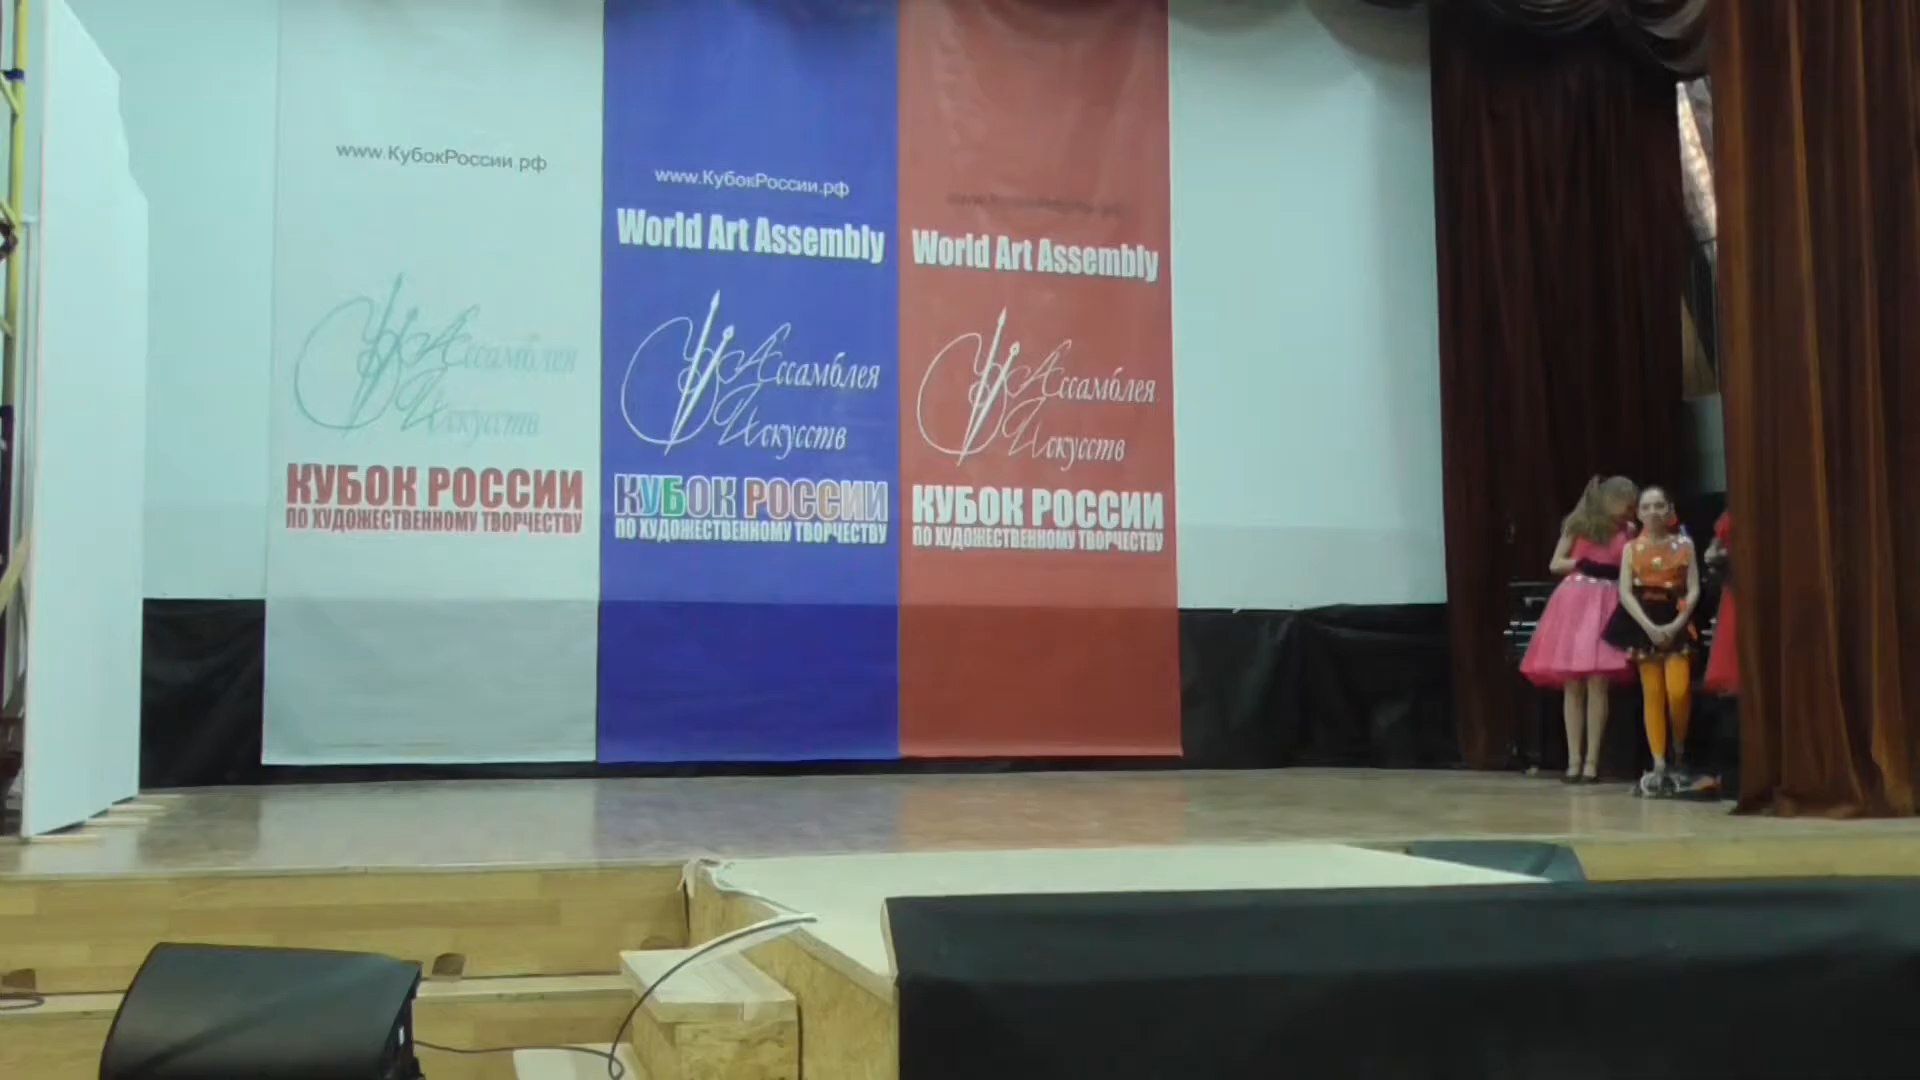 www.КубокРоссии.рф
Ассамблея
Искусств
КУБОК РОССИИ
ПО ХУДОЖЕСТВЕННОМУ ТВОРЧЕСТВУ
www.КубокРоссии.рф
World Art Assembly
Ассамблея
Искусств
КУБОК РОССИИ
ПО ХУДОЖЕСТВЕННОМУ ТВОРЧЕСТВУ
World Art Assembly
Ассамблея
Искусств
КУБОК РОССИИ
ПО ХУДОЖЕСТВЕННОМУ ТВОРЧЕСТВУ